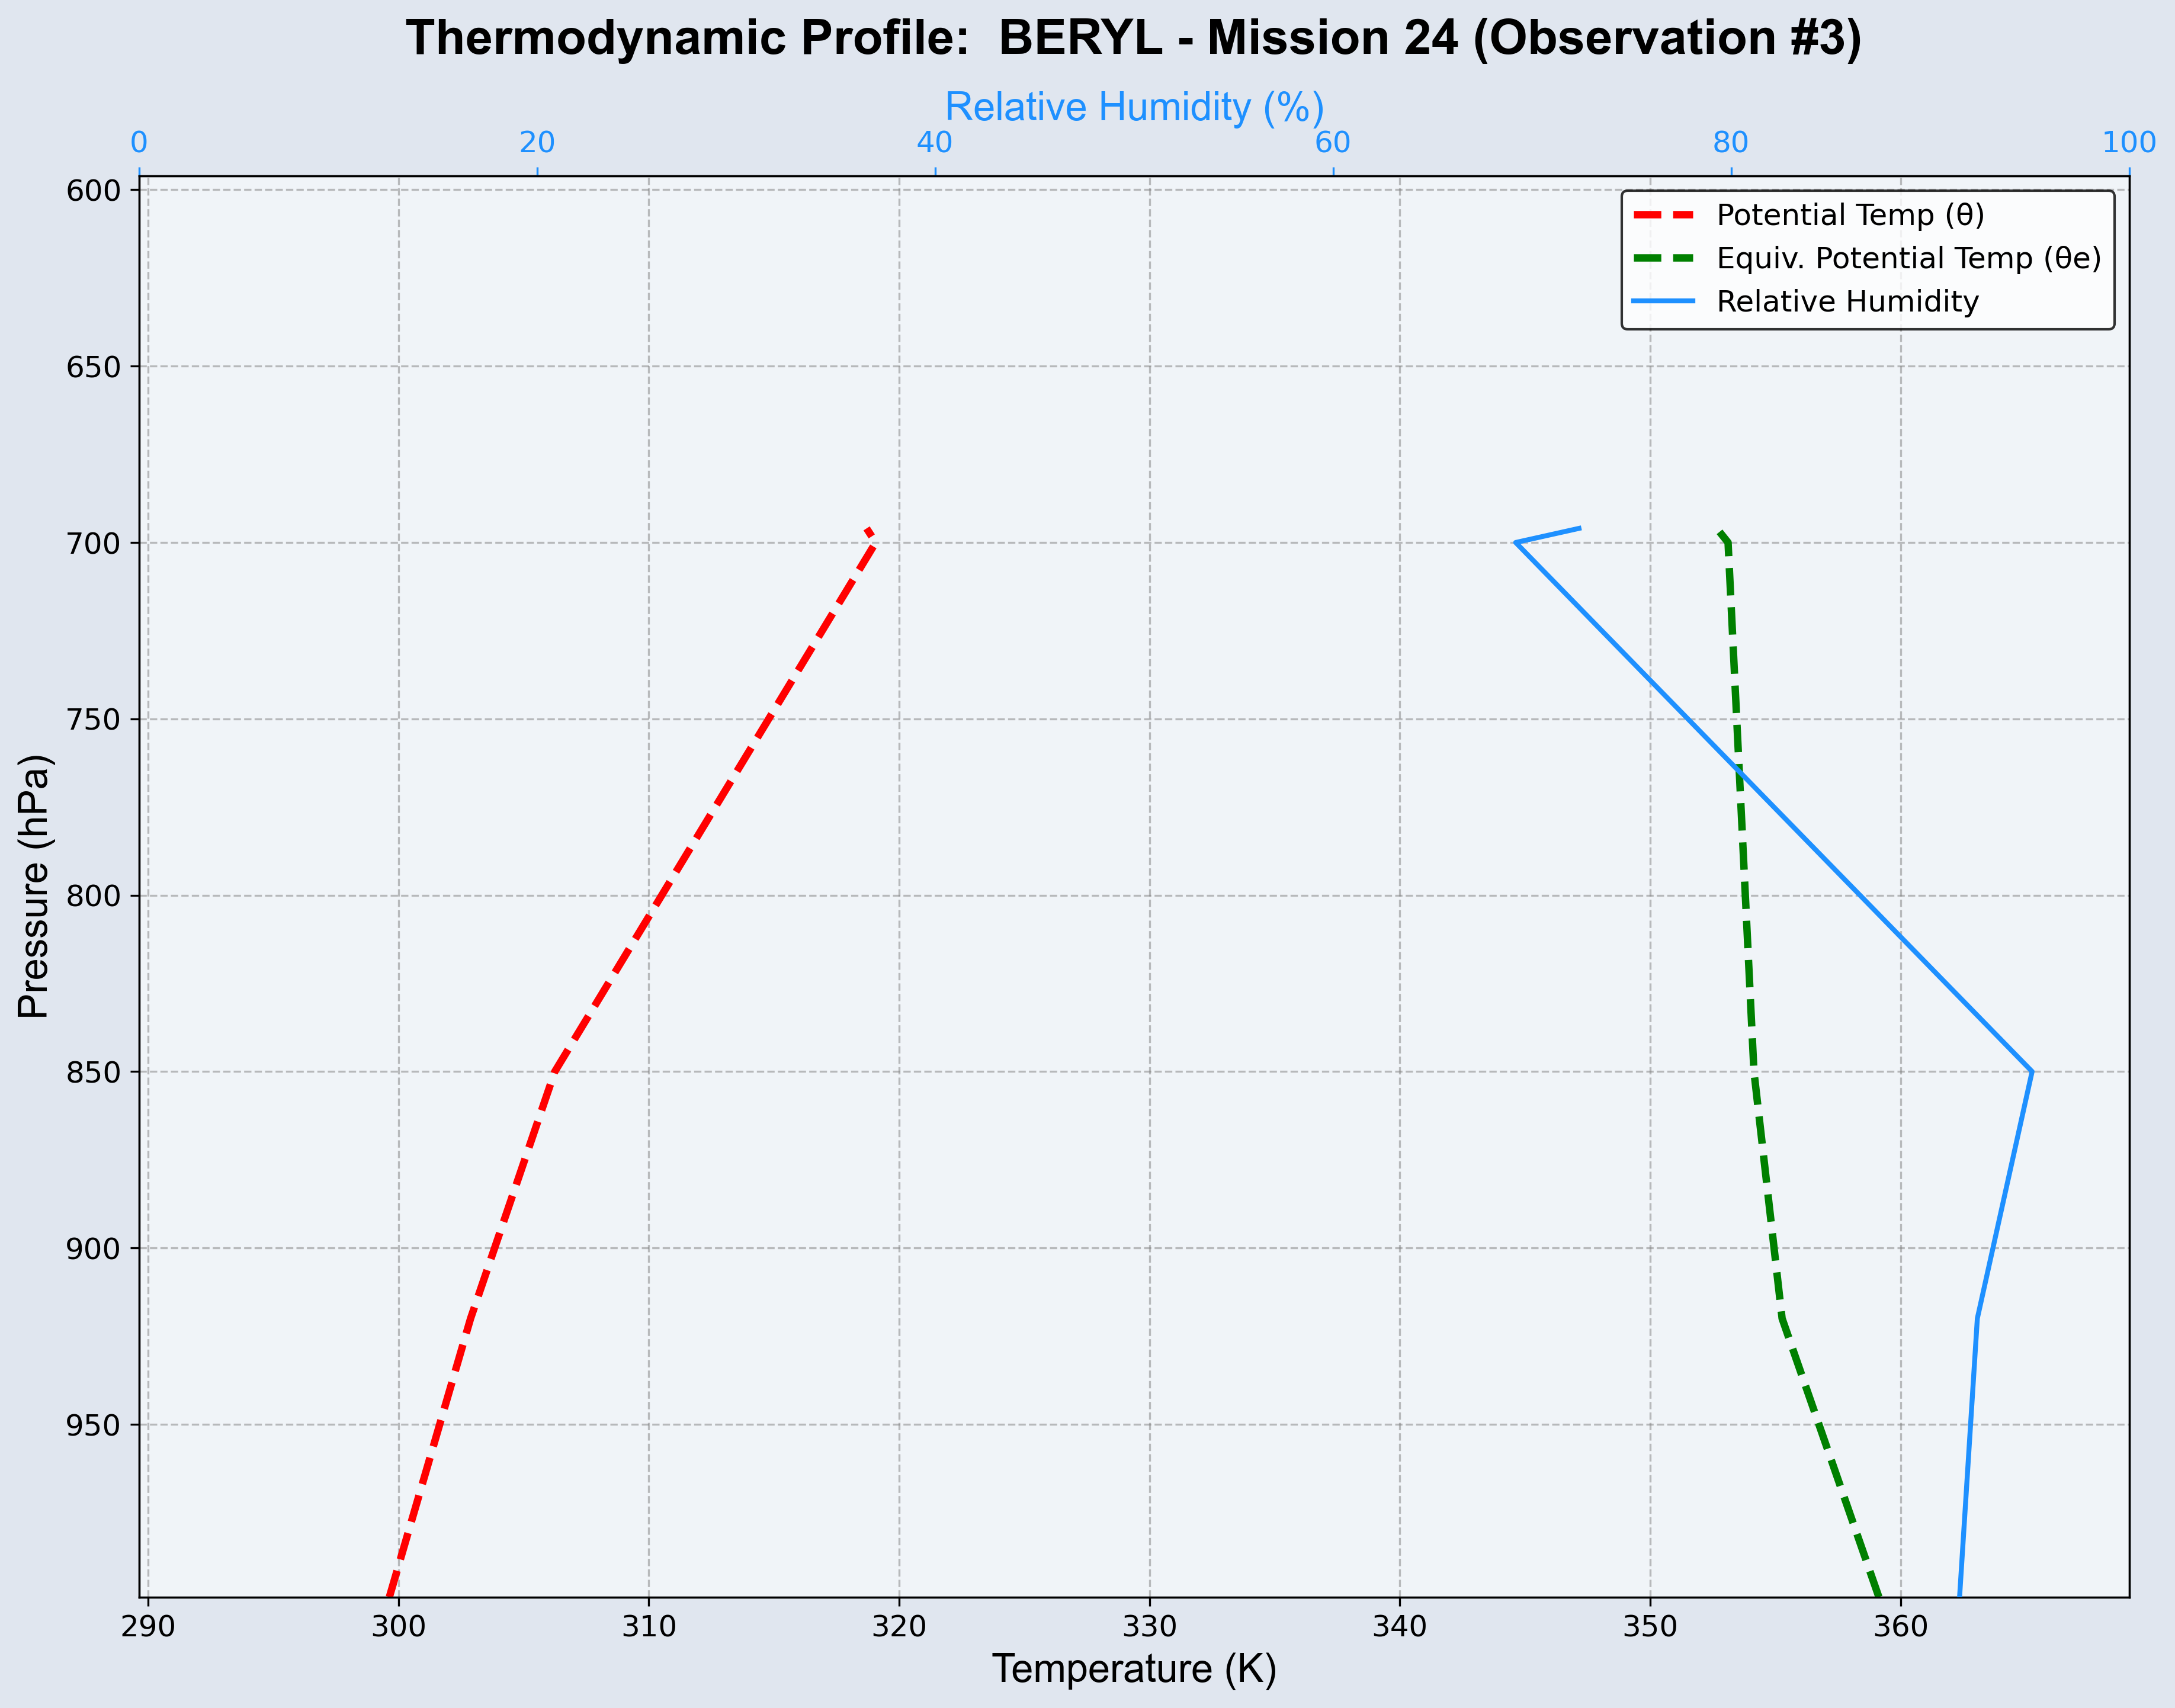 Thermodynamic Profile:  BERYL - Mission 24 (Observation #3)
Relative Humidity (%)
0 20 40 60 80 100
Potential Temp (θ)
Equiv. Potential Temp (θe)
Relative Humidity
Pressure (hPa)
600
650
700
750
800
850
900
950
290 300 310 320 330 340 350 360
Temperature (K)